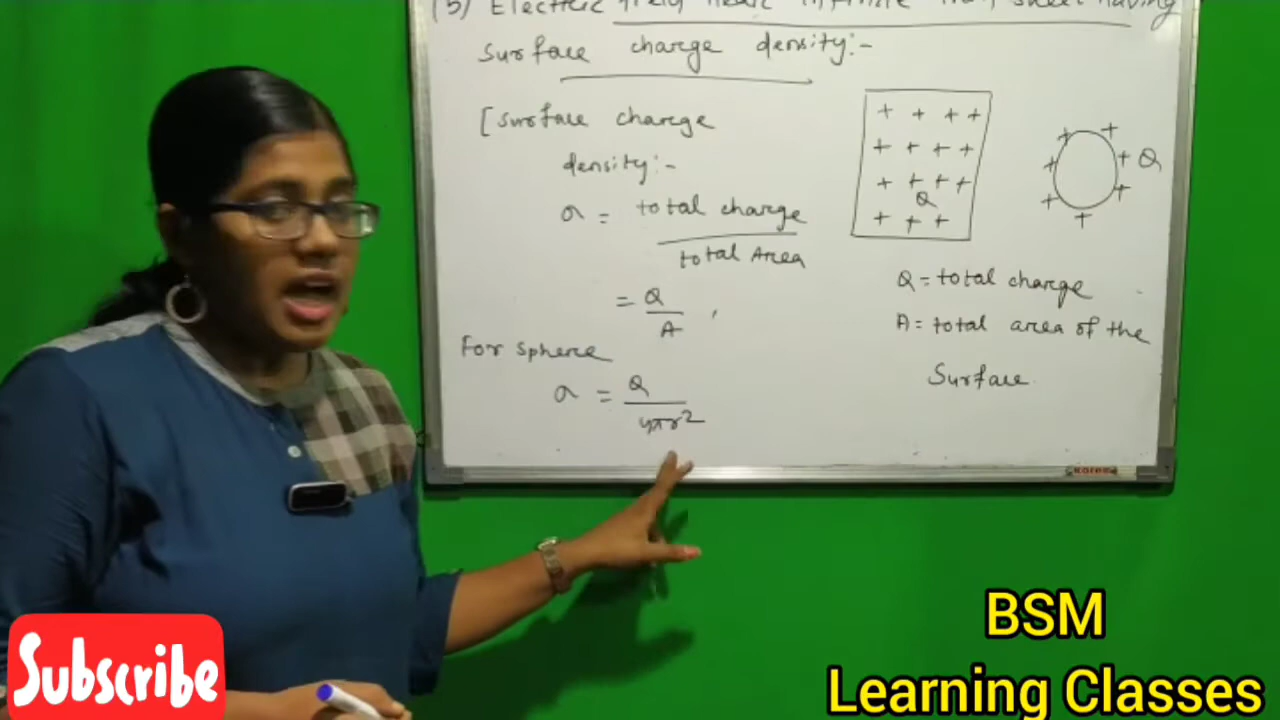 (5) Electric field near infinite thin sheet having
surface charge density:-
[surface charge
density:-
σ = total charge
total Area
= Q
A ,
For sphere
σ = Q
4πr²
+ + + +
+ + + +
+ + + +
Q
+ + +
+ + + + + + + Q
Q = total charge
A = total area of the
Surface.
Subscribe
BSM
Learning Classes